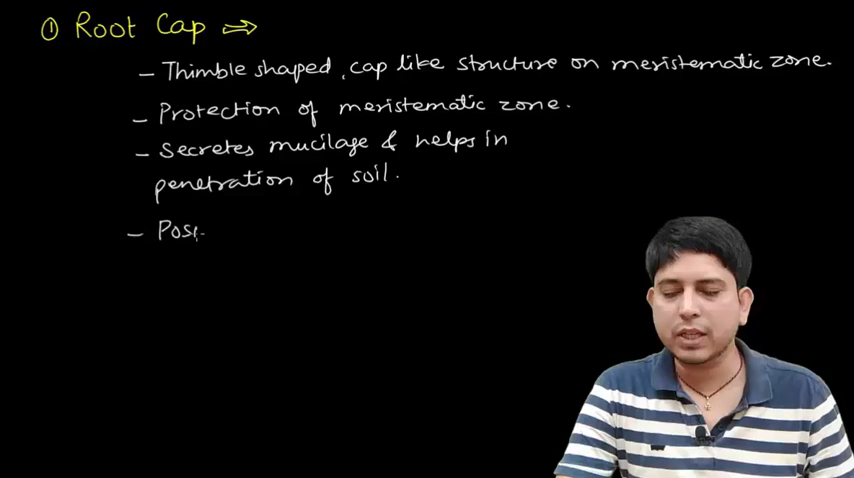 ① Root Cap ⇒
- Thimble shaped, cap like structure on meristematic zone.
- Protection of meristematic zone.
- Secretes mucilage & helps in
penetration of soil.
- Posi